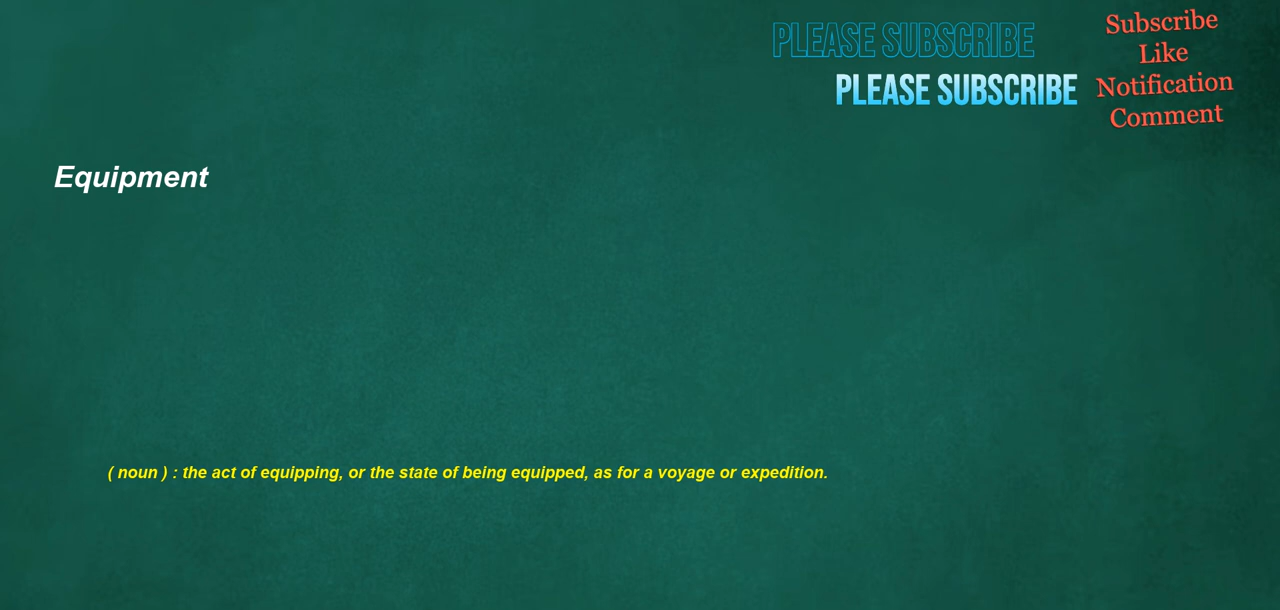 PLEASE SUBSCRIBE
PLEASE SUBSCRIBE
Subscribe
Like
Notification
Comment
Equipment
( noun ) : the act of equipping, or the state of being equipped, as for a voyage or expedition.